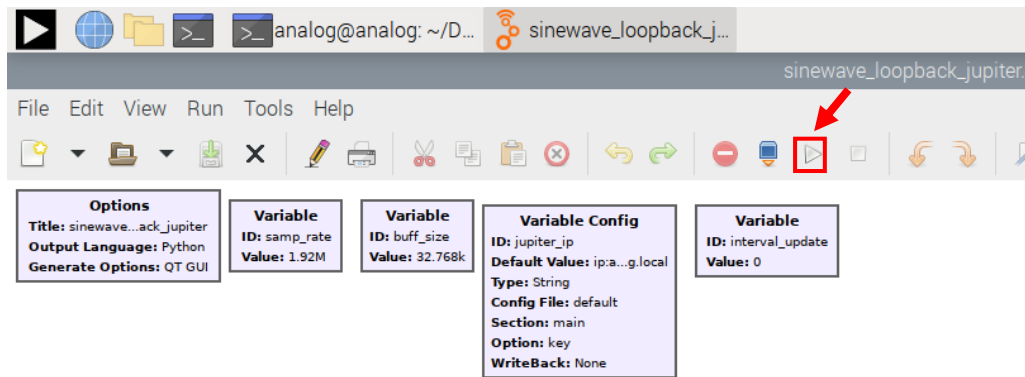 analog@analog: ~/D... sinewave_loopback_j...
sinewave_loopback_jupiter.
File Edit View Run Tools Help
Options
Title: sinewave...ack_jupiter
Output Language: Python
Generate Options: QT GUI
Variable
ID: samp_rate
Value: 1.92M
Variable
ID: buff_size
Value: 32.768k
Variable Config
ID: jupiter_ip
Default Value: ip:a...g.local
Type: String
Config File: default
Section: main
Option: key
WriteBack: None
Variable
ID: interval_update
Value: 0